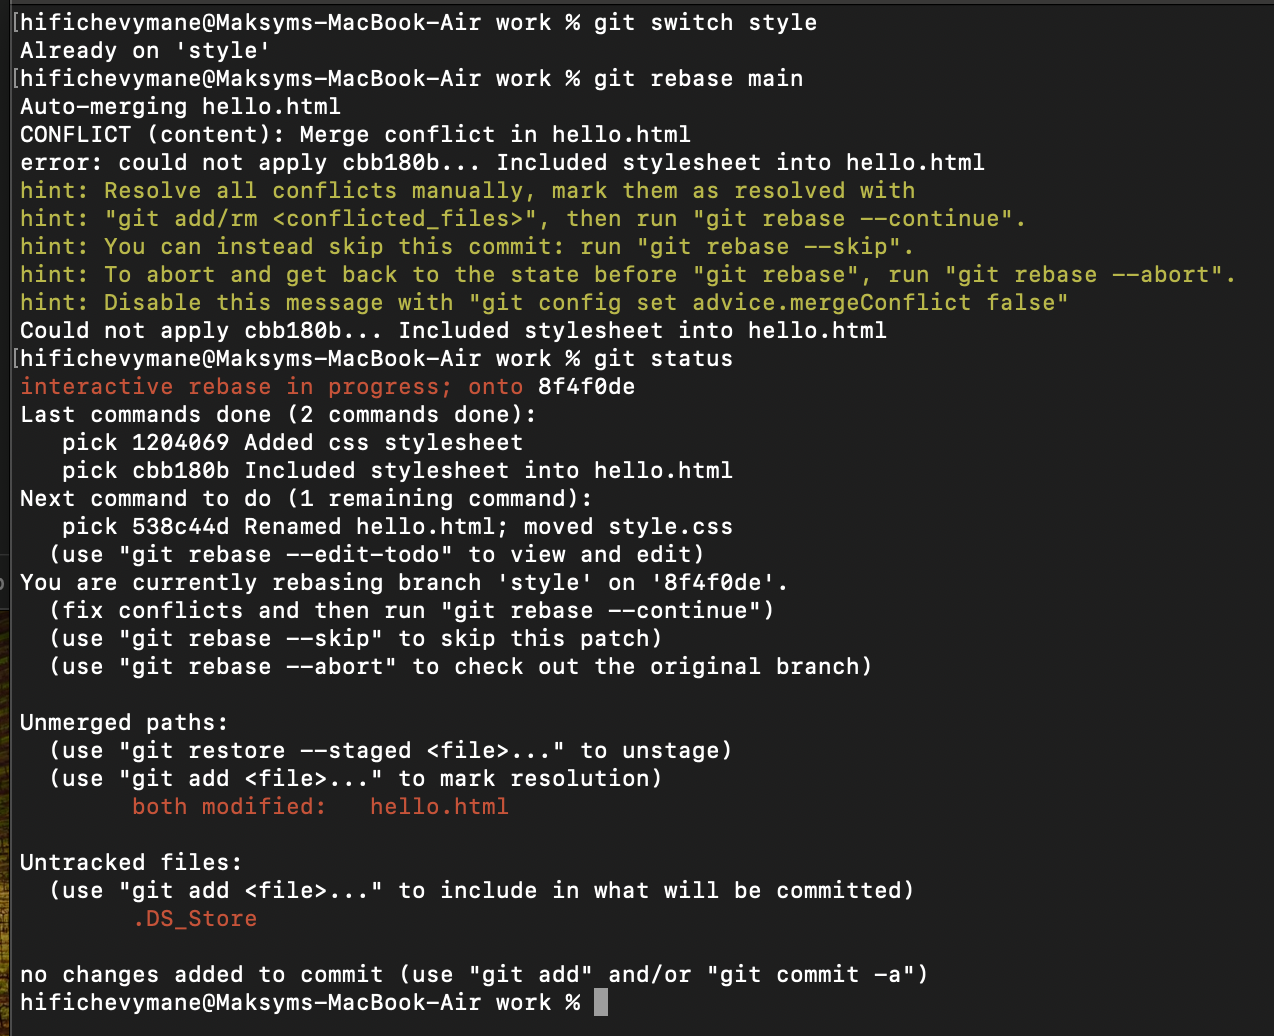 [hifichevymane@Maksyms-MacBook-Air work % git switch style
Already on 'style'
[hifichevymane@Maksyms-MacBook-Air work % git rebase main
Auto-merging hello.html
CONFLICT (content): Merge conflict in hello.html
error: could not apply cbb180b... Included stylesheet into hello.html
hint: Resolve all conflicts manually, mark them as resolved with
hint: "git add/rm <conflicted_files>", then run "git rebase --continue".
hint: You can instead skip this commit: run "git rebase --skip".
hint: To abort and get back to the state before "git rebase", run "git rebase --abort".
hint: Disable this message with "git config set advice.mergeConflict false"
Could not apply cbb180b... Included stylesheet into hello.html
[hifichevymane@Maksyms-MacBook-Air work % git status
interactive rebase in progress; onto 8f4f0de
Last commands done (2 commands done):
   pick 1204069 Added css stylesheet
   pick cbb180b Included stylesheet into hello.html
Next command to do (1 remaining command):
   pick 538c44d Renamed hello.html; moved style.css
  (use "git rebase --edit-todo" to view and edit)
You are currently rebasing branch 'style' on '8f4f0de'.
  (fix conflicts and then run "git rebase --continue")
  (use "git rebase --skip" to skip this patch)
  (use "git rebase --abort" to check out the original branch)

Unmerged paths:
  (use "git restore --staged <file>..." to unstage)
  (use "git add <file>..." to mark resolution)
        both modified:   hello.html

Untracked files:
  (use "git add <file>..." to include in what will be committed)
        .DS_Store

no changes added to commit (use "git add" and/or "git commit -a")
hifichevymane@Maksyms-MacBook-Air work %